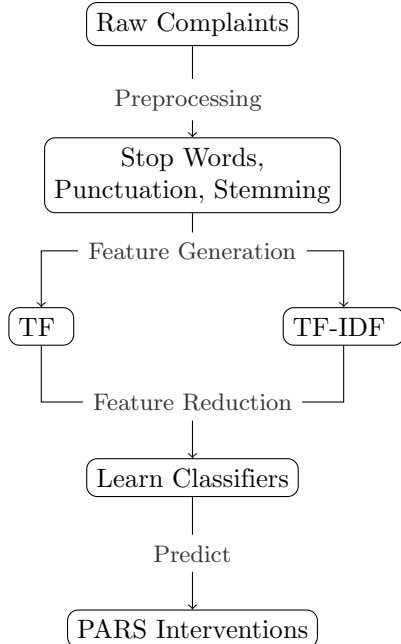 Raw Complaints
Preprocessing
Stop Words,
Punctuation, Stemming
Feature Generation
TF
TF-IDF
Feature Reduction
Learn Classifiers
Predict
PARS Interventions